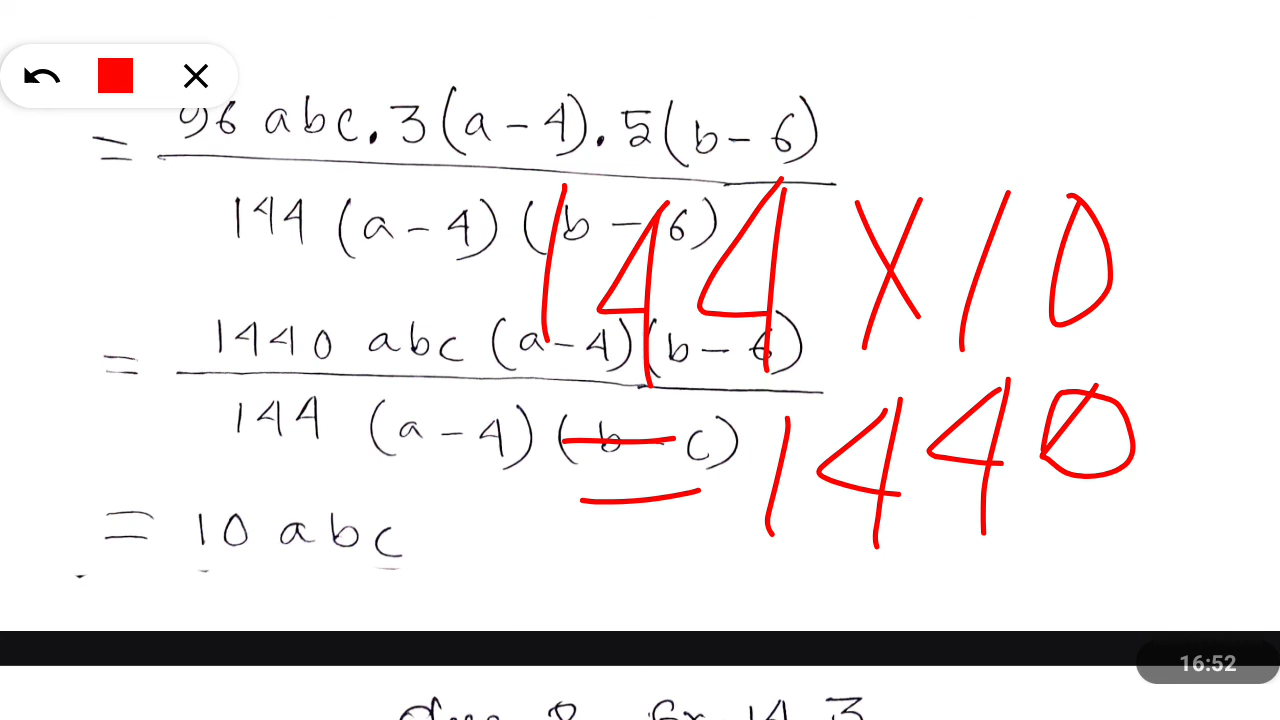 = 96 abc. 3(a-4). 5(b-6)
144 (a-4) (b-6)
144 X 10
= 1440 abc (a-4)(b-6)
144 (a-4)(b-c)
= 1440
= 10 abc
16:52